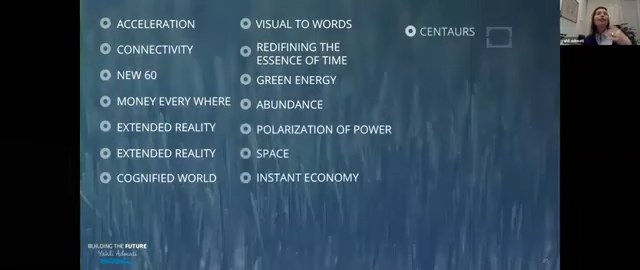 ACCELERATION
CONNECTIVITY
NEW 60
MONEY EVERY WHERE
EXTENDED REALITY
EXTENDED REALITY
COGNIFIED WORLD
VISUAL TO WORDS
REDIFINING THE
ESSENCE OF TIME
GREEN ENERGY
ABUNDANCE
POLARIZATION OF POWER
SPACE
INSTANT ECONOMY
CENTAURS
BUILDING THE FUTURE